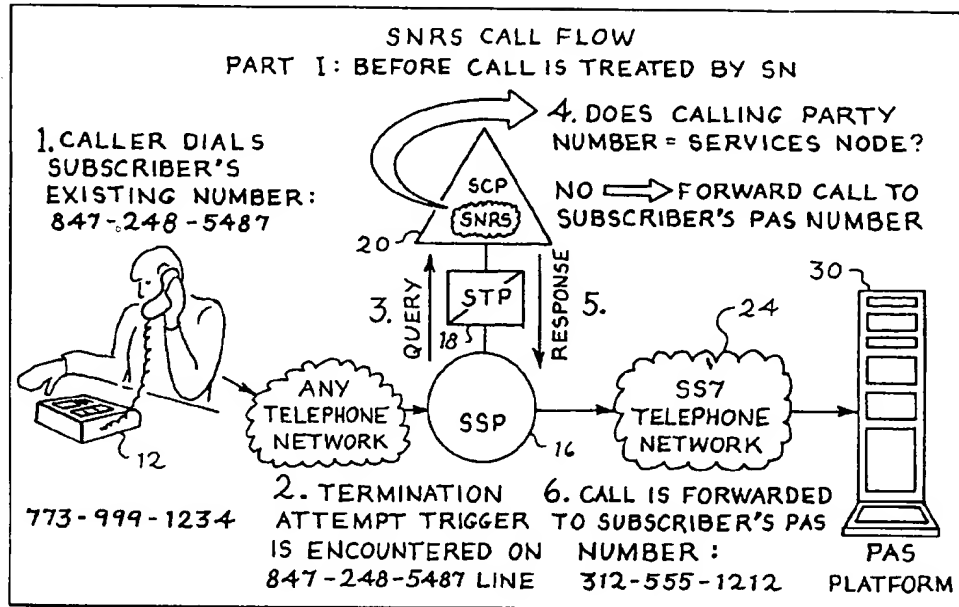 SNRS CALL FLOW
PART I: BEFORE CALL IS TREATED BY SN
1. CALLER DIALS
SUBSCRIBER'S
EXISTING NUMBER:
847-248-5487
4. DOES CALLING PARTY
NUMBER = SERVICES NODE?
NO ⇒ FORWARD CALL TO
SUBSCRIBER'S PAS NUMBER
SCP
SNRS
20
3.
QUERY
STP
18
RESPONSE
5.
12
773-999-1234
ANY
TELEPHONE
NETWORK
SSP
16
24
SS7
TELEPHONE
NETWORK
30
2. TERMINATION
ATTEMPT TRIGGER
IS ENCOUNTERED ON
847-248-5487 LINE
6. CALL IS FORWARDED
TO SUBSCRIBER'S PAS
NUMBER:
312-555-1212
PAS
PLATFORM